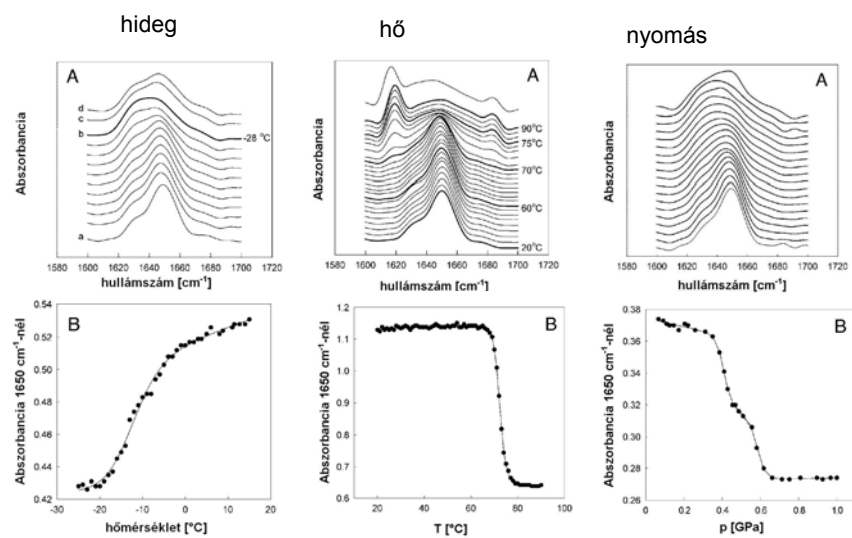 hideg
hő
nyomás
A
Abszorbancia
d
c
b
a
-28 °C
1580 1600 1620 1640 1660 1680 1700 1720
hullámszám [cm-1]
A
Abszorbancia
90°C
75°C
70°C
60°C
20°C
1580 1600 1620 1640 1660 1680 1700 1720
hullámszám [cm-1]
A
Abszorbancia
1580 1600 1620 1640 1660 1680 1700 1720
hullámszám [cm-1]
B
Abszorbancia 1650 cm-1-nél
0.54
0.52
0.50
0.48
0.46
0.44
0.42
-30 -20 -10 0 10 20
hőmérséklet [°C]
B
Abszorbancia 1650 cm-1-nél
1.2
1.1
1.0
0.9
0.8
0.7
0.6
20 40 60 80 100
T [°C]
B
Abszorbancia 1650 cm-1-nél
0.38
0.36
0.34
0.32
0.30
0.28
0.26
0 0.2 0.4 0.6 0.8 1.0
p [GPa]